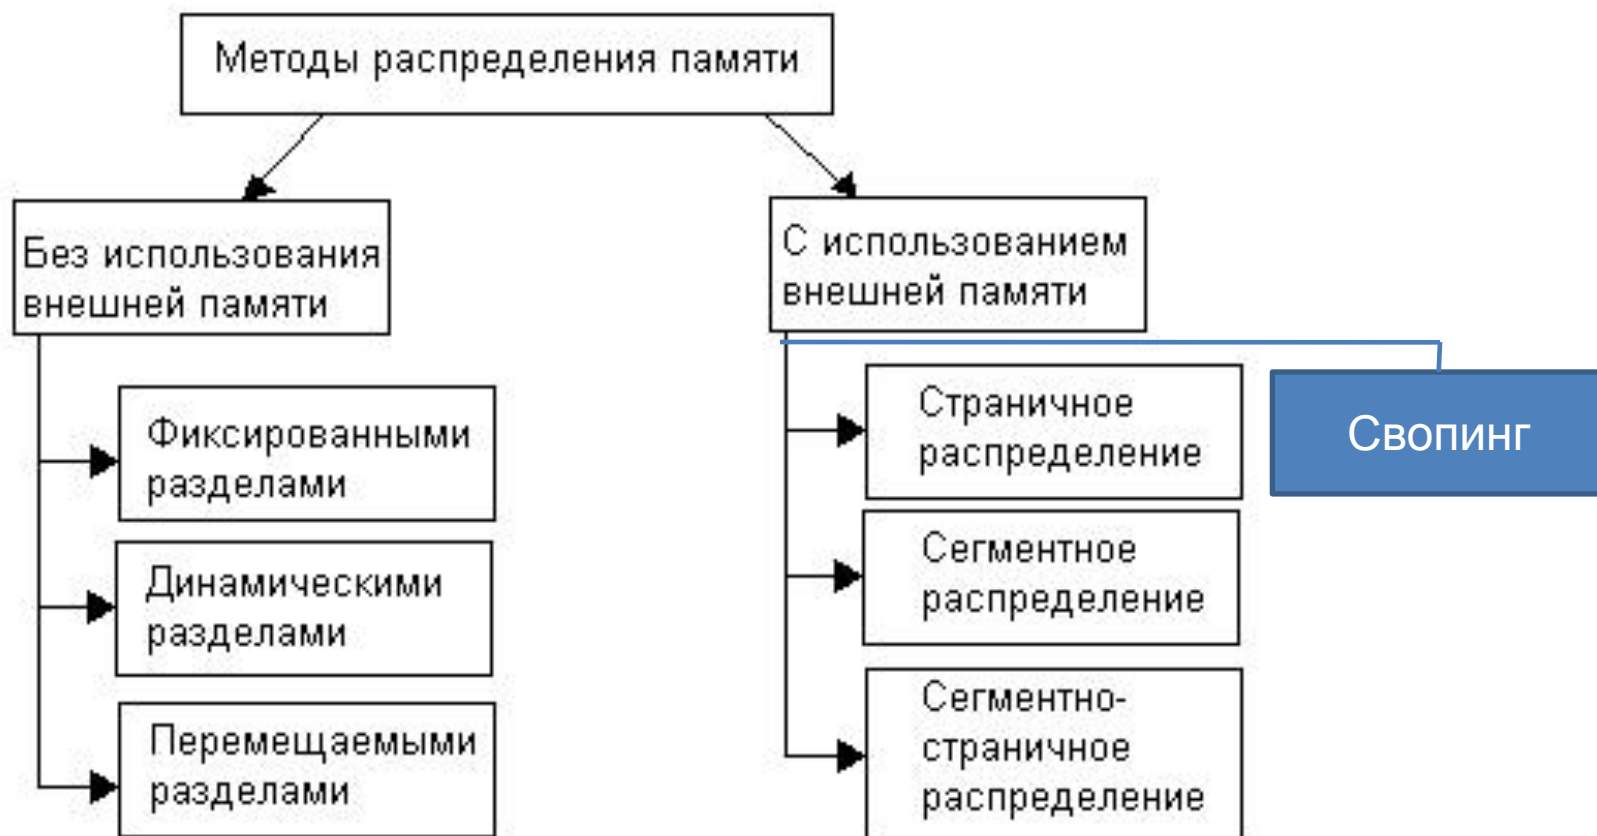 Методы распределения памяти
Без использования
внешней памяти
Фиксированными
разделами
Динамическими
разделами
Перемещаемыми
разделами
С использованием
внешней памяти
Страничное
распределение
Сегментное
распределение
Сегментно-
страничное
распределение
Свопинг